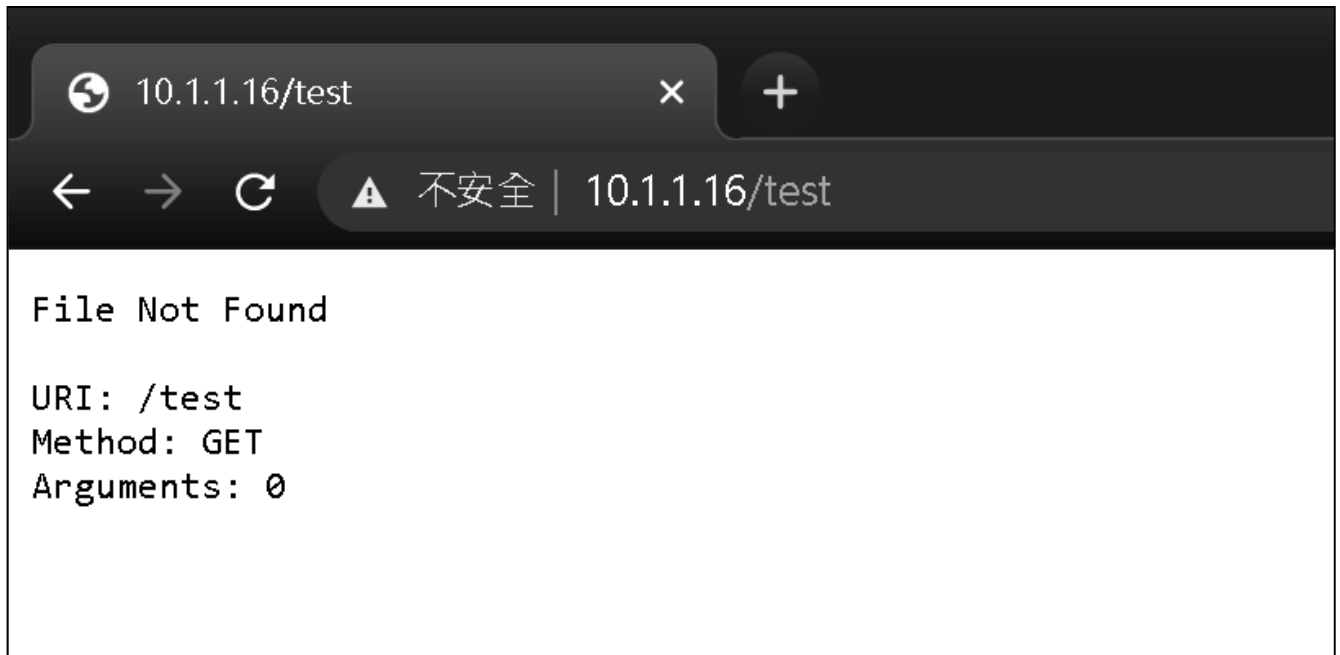 10.1.1.16/test
不安全 | 10.1.1.16/test
File Not Found
URI: /test
Method: GET
Arguments: 0